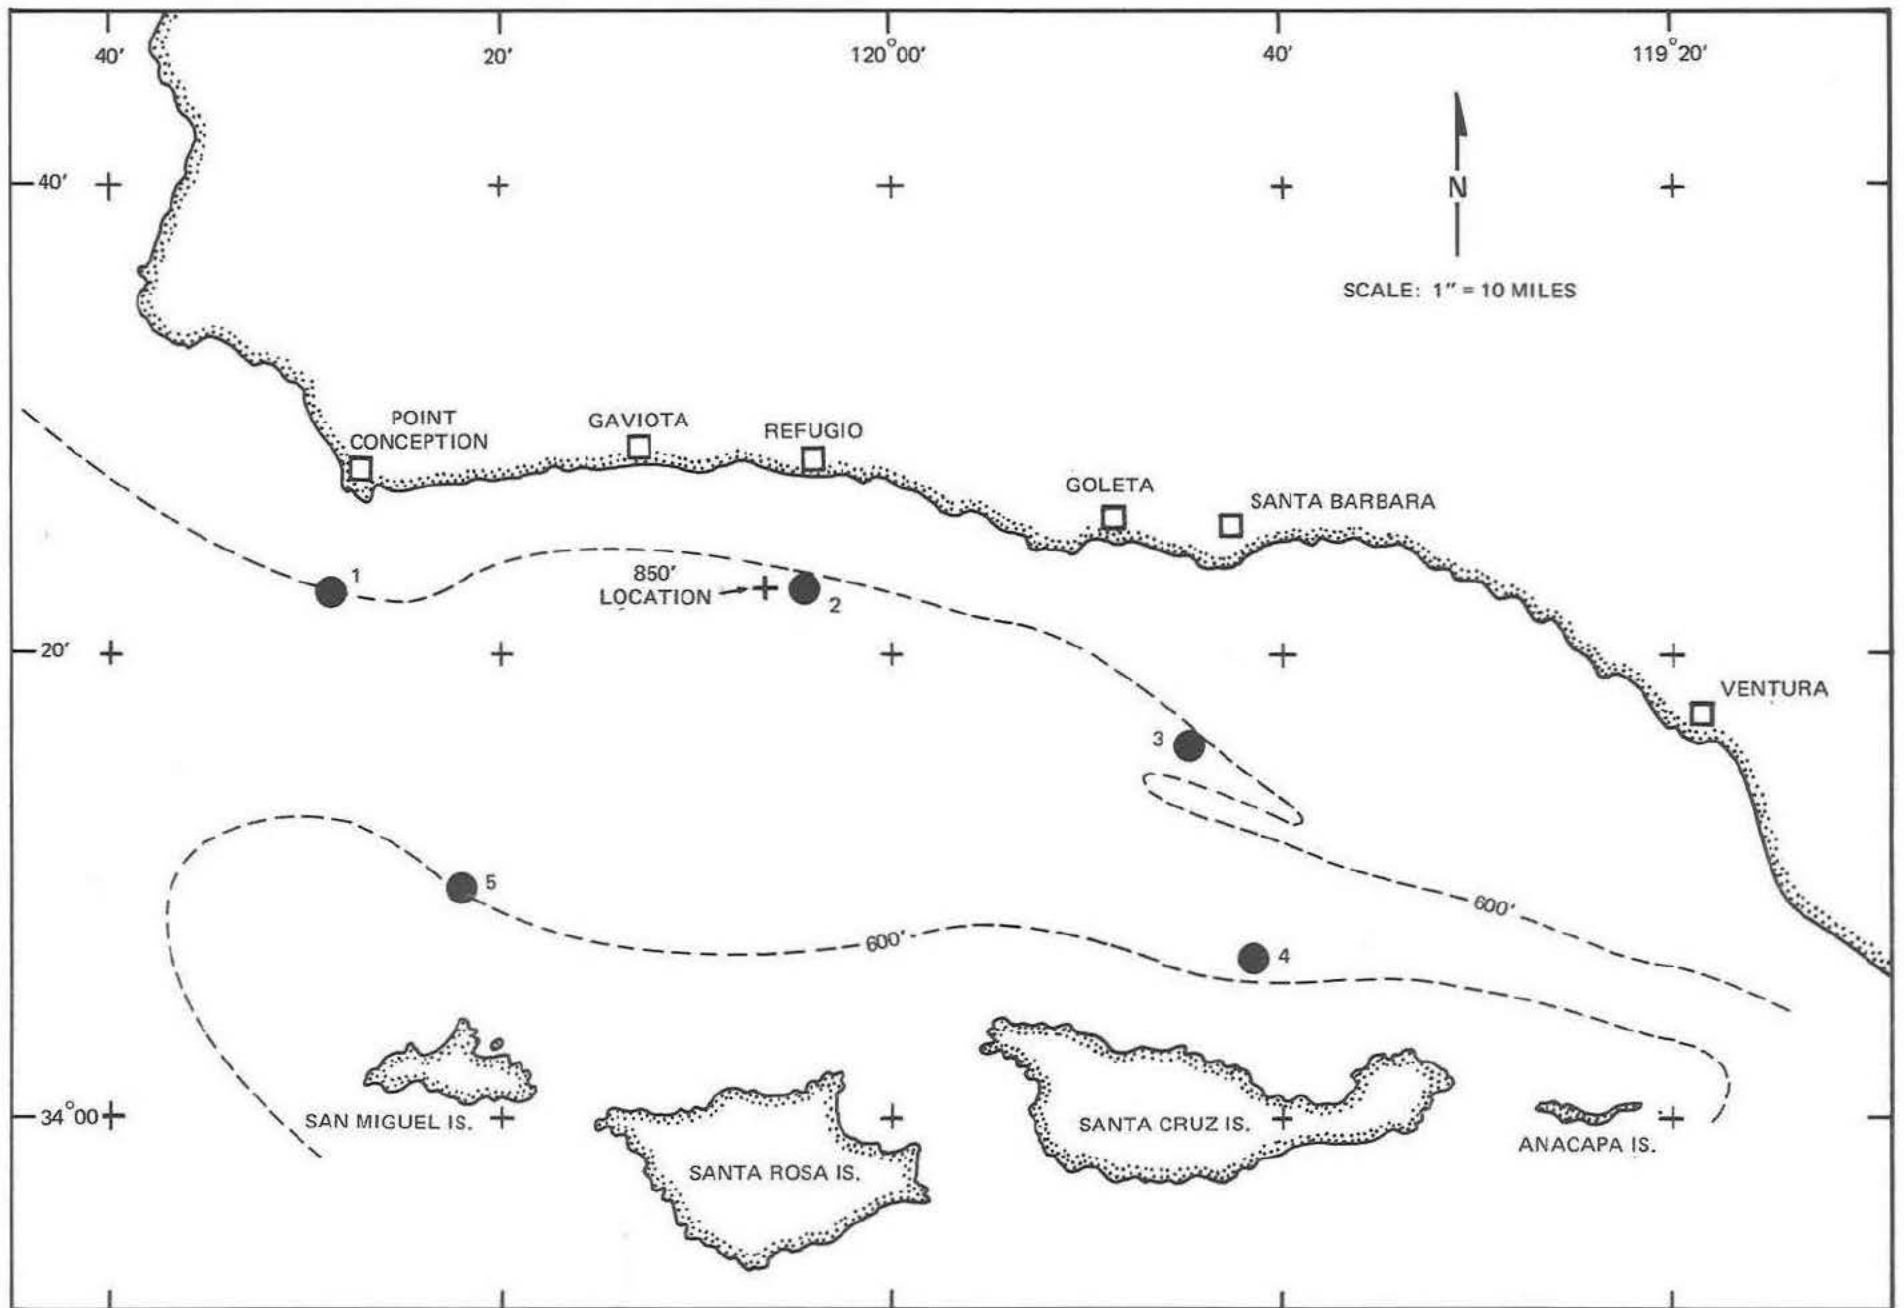 40′
20′
120°00′
40′
119°20′
40′
N
SCALE: 1″ = 10 MILES
POINT
CONCEPTION
GAVIOTA
REFUGIO
GOLETA
SANTA BARBARA
1
850′
LOCATION
2
20′
3
VENTURA
5
600′
600′
4
34°00
SAN MIGUEL IS.
SANTA ROSA IS.
SANTA CRUZ IS.
ANACAPA IS.